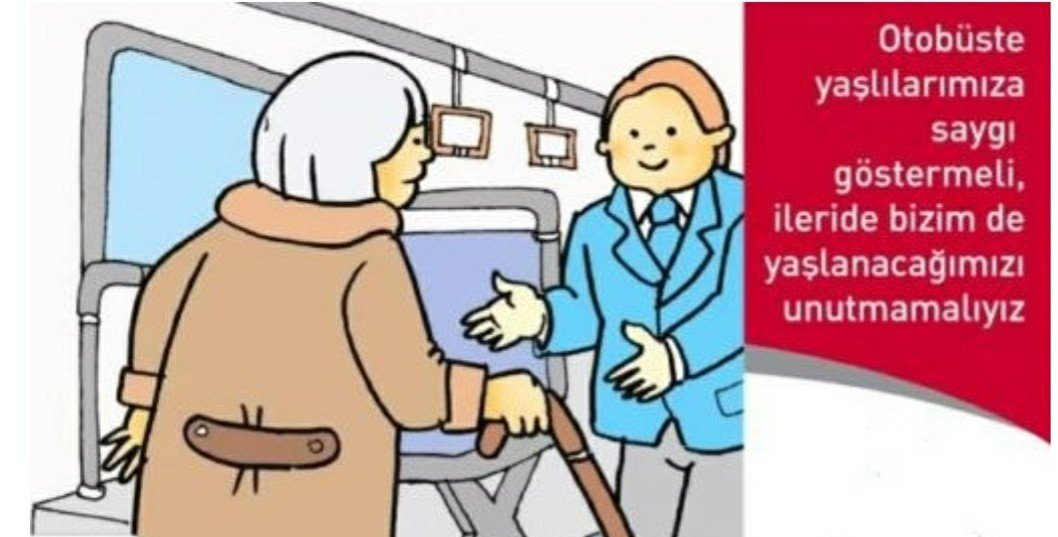 Otobüste
yaşlılarımıza
saygı
göstermeli,
ileride bizim de
yaşlanacağımızı
unutmamalıyız